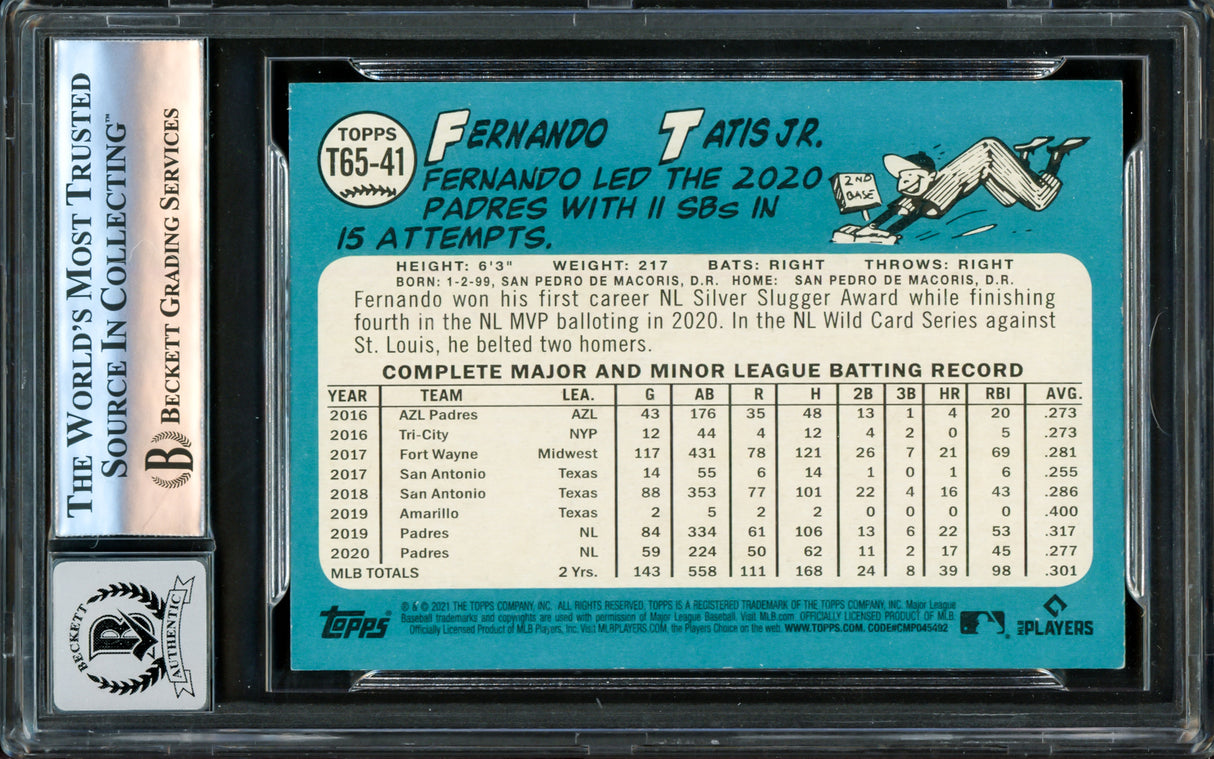 THE WORLD'S MOST TRUSTED
SOURCE IN COLLECTING™
B BECKETT GRADING SERVICES
BECKETT
AUTHENTIC
TOPPS
T65-41
FERNANDO TATIS JR.
FERNANDO LED THE 2020
PADRES WITH 11 SBs IN
15 ATTEMPTS.
2ND
BASE
HEIGHT: 6'3" WEIGHT: 217 BATS: RIGHT THROWS: RIGHT
BORN: 1-2-99, SAN PEDRO DE MACORIS, D.R. HOME: SAN PEDRO DE MACORIS, D.R.
Fernando won his first career NL Silver Slugger Award while finishing
fourth in the NL MVP balloting in 2020. In the NL Wild Card Series against
St. Louis, he belted two homers.
COMPLETE MAJOR AND MINOR LEAGUE BATTING RECORD
YEAR TEAM LEA. G AB R H 2B 3B HR RBI AVG.
2016 AZL Padres AZL 43 176 35 48 13 1 4 20 .273
2016 Tri-City NYP 12 44 4 12 4 2 0 5 .273
2017 Fort Wayne Midwest 117 431 78 121 26 7 21 69 .281
2017 San Antonio Texas 14 55 6 14 1 0 1 6 .255
2018 San Antonio Texas 88 353 77 101 22 4 16 43 .286
2019 Amarillo Texas 2 5 2 2 0 0 0 0 .400
2019 Padres NL 84 334 61 106 13 6 22 53 .317
2020 Padres NL 59 224 50 62 11 2 17 45 .277
MLB TOTALS 2 Yrs. 143 558 111 168 24 8 39 98 .301
Topps
® & © 2021 THE TOPPS COMPANY, INC. ALL RIGHTS RESERVED. TOPPS IS A REGISTERED TRADEMARK OF THE TOPPS COMPANY, INC. Major League
Baseball trademarks and copyrights are used with permission of Major League Baseball. Visit MLB.com OFFICIALLY LICENSED PRODUCT OF MLB
Officially Licensed Product of MLB Players, Inc. Visit MLBPLAYERS.COM, the Players Choice on the web. WWW.TOPPS.COM. CODE#CMP045492
MLB PLAYERS